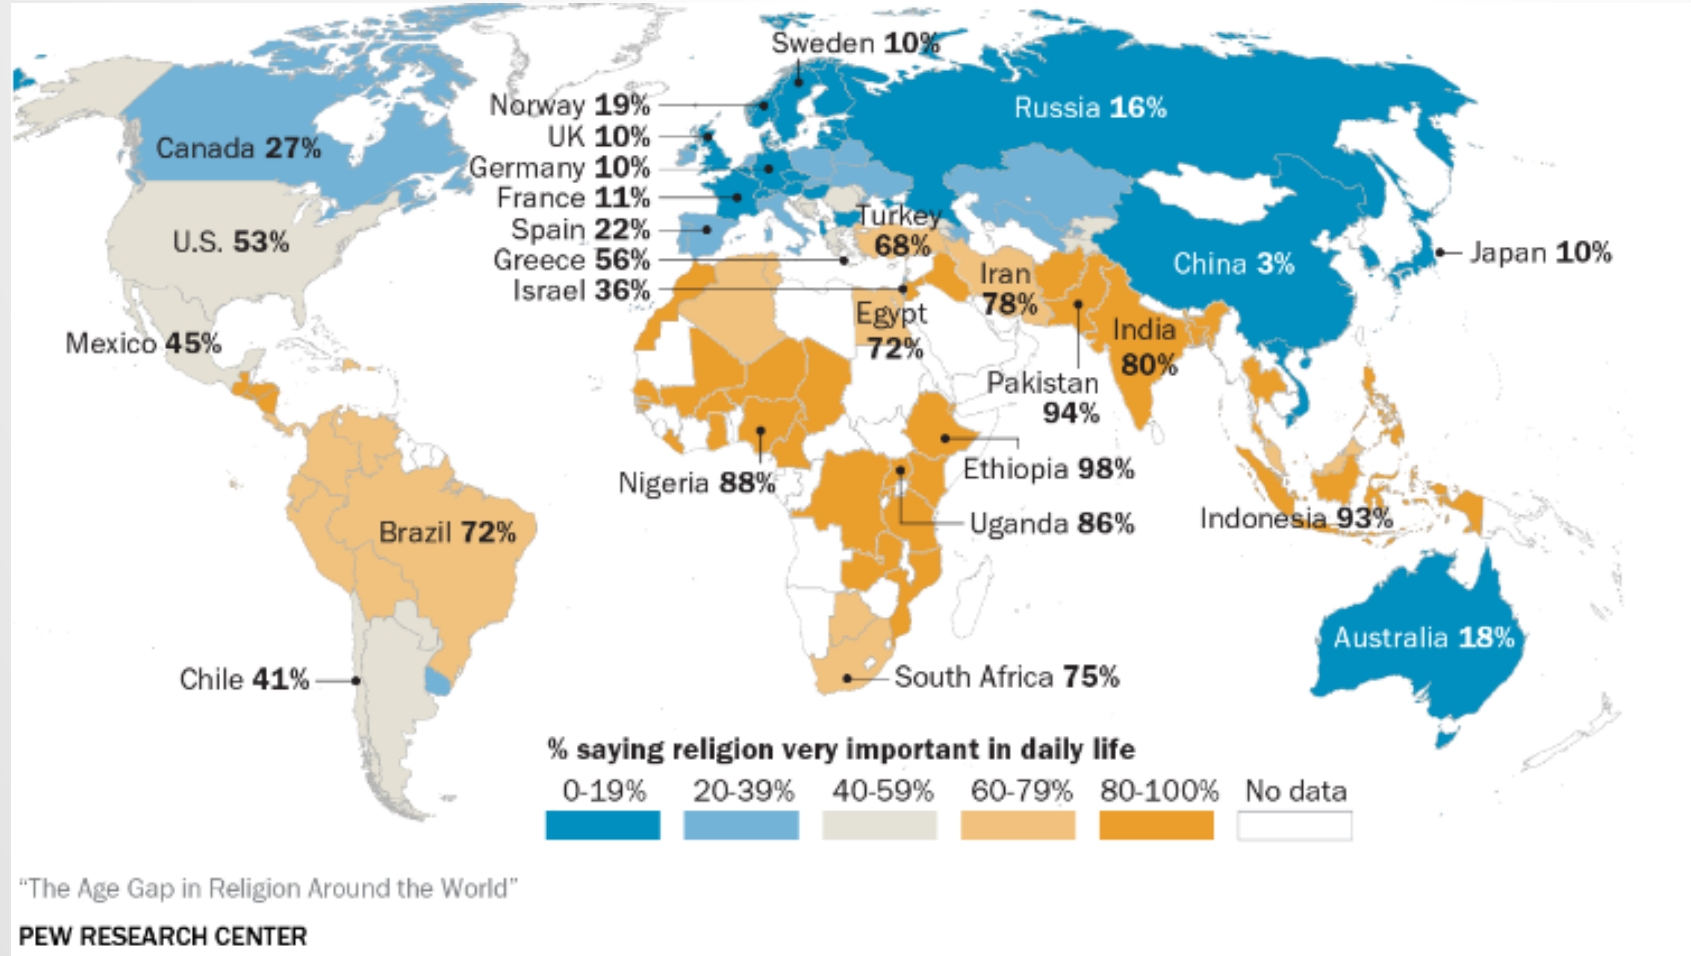 Sweden 10%
Norway 19%
Russia 16%
UK 10%
Canada 27%
Germany 10%
France 11%
Turkey
68%
Spain 22%
U.S. 53%
Greece 56%
China 3%
Japan 10%
Iran
78%
Israel 36%
Egypt
72%
India
80%
Mexico 45%
Pakistan
94%
Nigeria 88%
Ethiopia 98%
Uganda 86%
Indonesia 93%
Brazil 72%
Australia 18%
Chile 41%
South Africa 75%
% saying religion very important in daily life
0-19% 20-39% 40-59% 60-79% 80-100% No data
“The Age Gap in Religion Around the World”
PEW RESEARCH CENTER